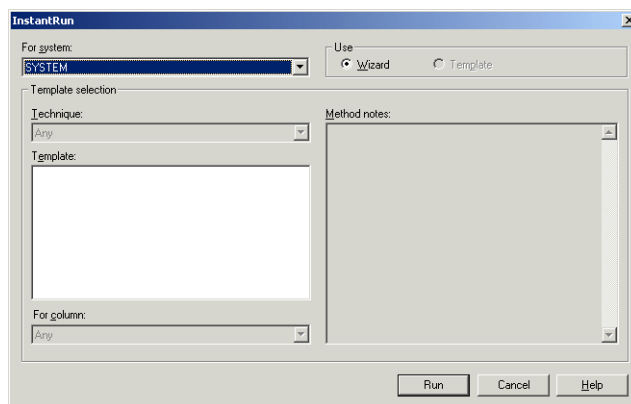 InstantRun
For system:
SYSTEM
Use
Wizard
Template
Template selection
Technique:
Any
Template:
For column:
Any
Method notes:
Run
Cancel
Help